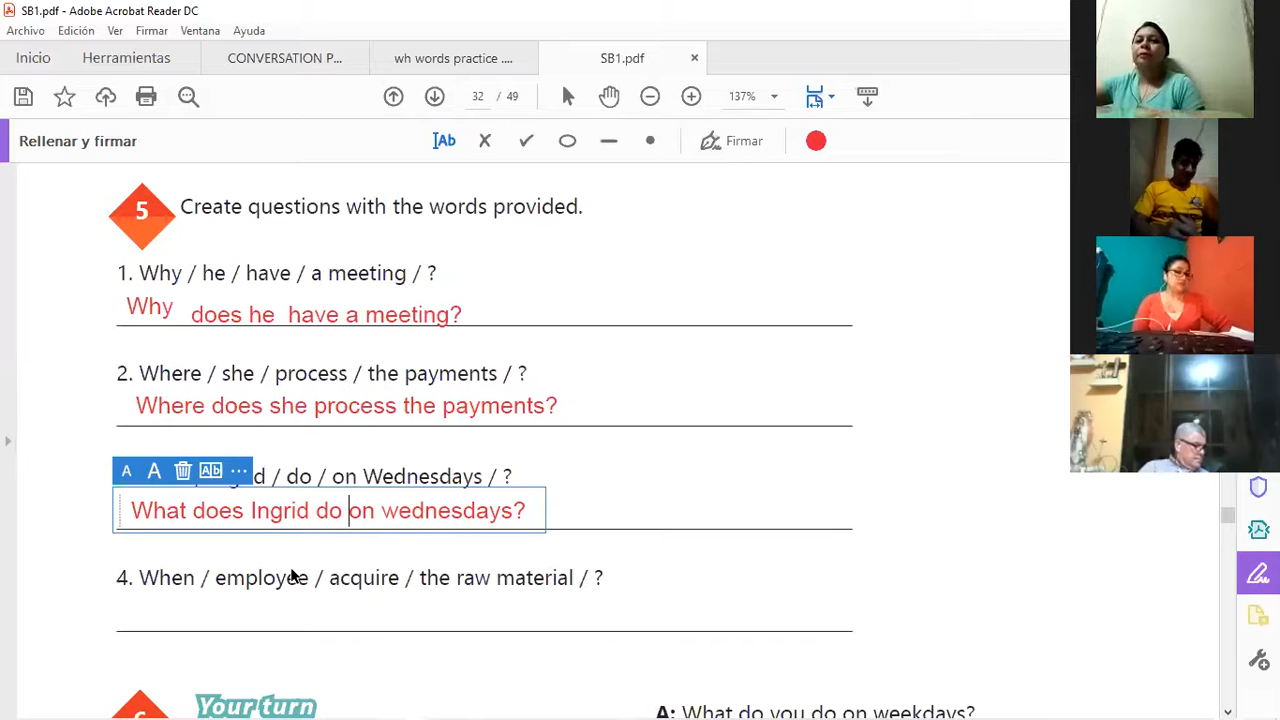 SB1.pdf - Adobe Acrobat Reader DC
Archivo Edición Ver Firmar Ventana Ayuda
Inicio Herramientas CONVERSATION P... wh words practice .... SB1.pdf ×
32 / 49 137%
Rellenar y firmar Ab Firmar
5 Create questions with the words provided.
1. Why / he / have / a meeting / ?
Why does he have a meeting?
2. Where / she / process / the payments / ?
Where does she process the payments?
A A Ab ... d / do / on Wednesdays / ?
What does Ingrid do on wednesdays?
4. When / employee / acquire / the raw material / ?
6 Your turn
A: What do you do on weekdays?